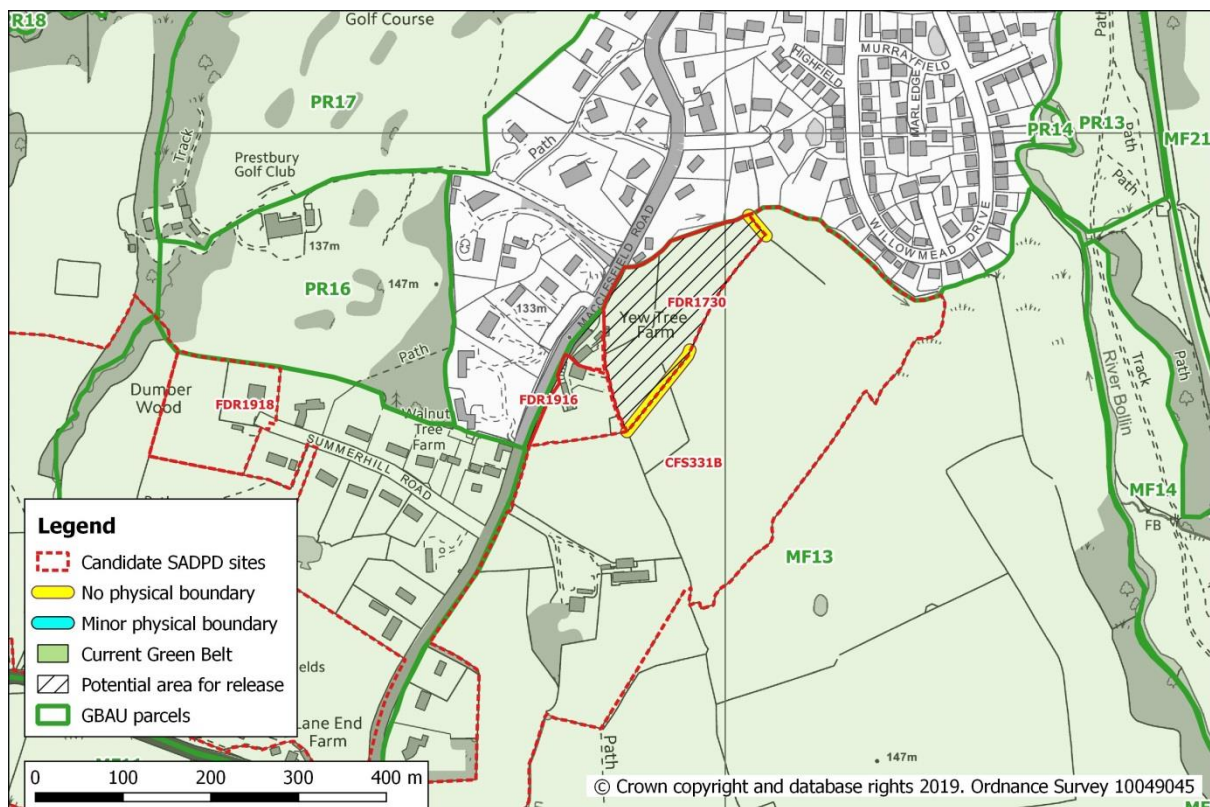 PR18
Golf Course
PR17
Track
Prestbury
Golf Club
137m
PR16
147m
Path
133m
Path
MACCLESFIELD ROAD
HIGHFIELD
MURRAYFIELD
MARLEDGE
WILLOWMEAD DRIVE
PR14
PR13
Path
Path
MF21
FDR1730
Yew Tree
Farm
FDR1916
Dumber
Wood
FDR1918
Walnut
Tree
Farm
SUMMERHILL ROAD
CFS331B
MF13
River Bollin
Track
Path
MF14
FB
Lane End
Farm
Path
147m
Legend
Candidate SADPD sites
No physical boundary
Minor physical boundary
Current Green Belt
Potential area for release
GBAU parcels
0 100 200 300 400 m
© Crown copyright and database rights 2019. Ordnance Survey 10049045